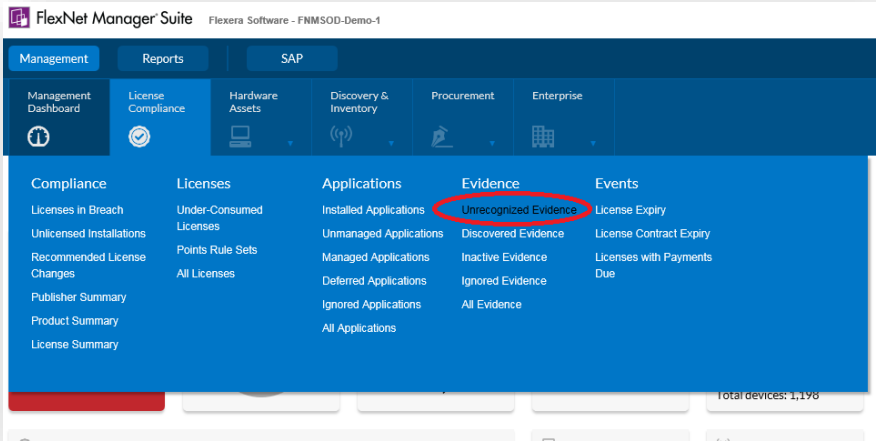 FlexNet Manager Suite Flexera Software - FNMSOD-Demo-1
Management Reports SAP
Management Dashboard
License Compliance
Hardware Assets
Discovery & Inventory
Procurement
Enterprise
Compliance
Licenses in Breach
Unlicensed Installations
Recommended License
Changes
Publisher Summary
Product Summary
License Summary
Licenses
Under-Consumed
Licenses
Points Rule Sets
All Licenses
Applications
Installed Applications
Unmanaged Applications
Managed Applications
Deferred Applications
Ignored Applications
All Applications
Evidence
Unrecognized Evidence
Discovered Evidence
Inactive Evidence
Ignored Evidence
All Evidence
Events
License Expiry
License Contract Expiry
Licenses with Payments
Due
Total devices: 1,198